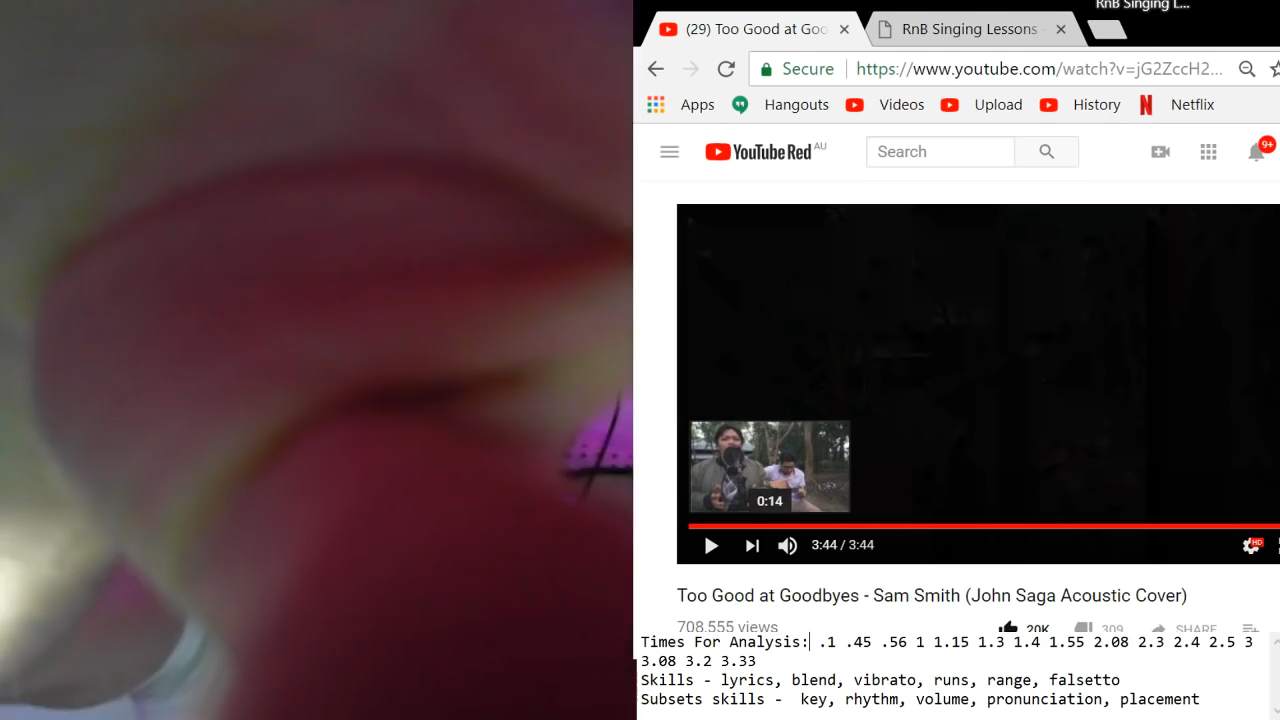 RnB Singing L...
(29) Too Good at Goo
RnB Singing Lessons
Secure
https://www.youtube.com/watch?v=jG2ZccH2...
Apps Hangouts Videos Upload History Netflix
YouTube Red AU
Search
9+
0:14
3:44 / 3:44
HD
Too Good at Goodbyes - Sam Smith (John Saga Acoustic Cover)
708,555 views
20K 309 SHARE
Times For Analysis: .1 .45 .56 1 1.15 1.3 1.4 1.55 2.08 2.3 2.4 2.5 3
3.08 3.2 3.33
Skills - lyrics, blend, vibrato, runs, range, falsetto
Subsets skills - key, rhythm, volume, pronunciation, placement